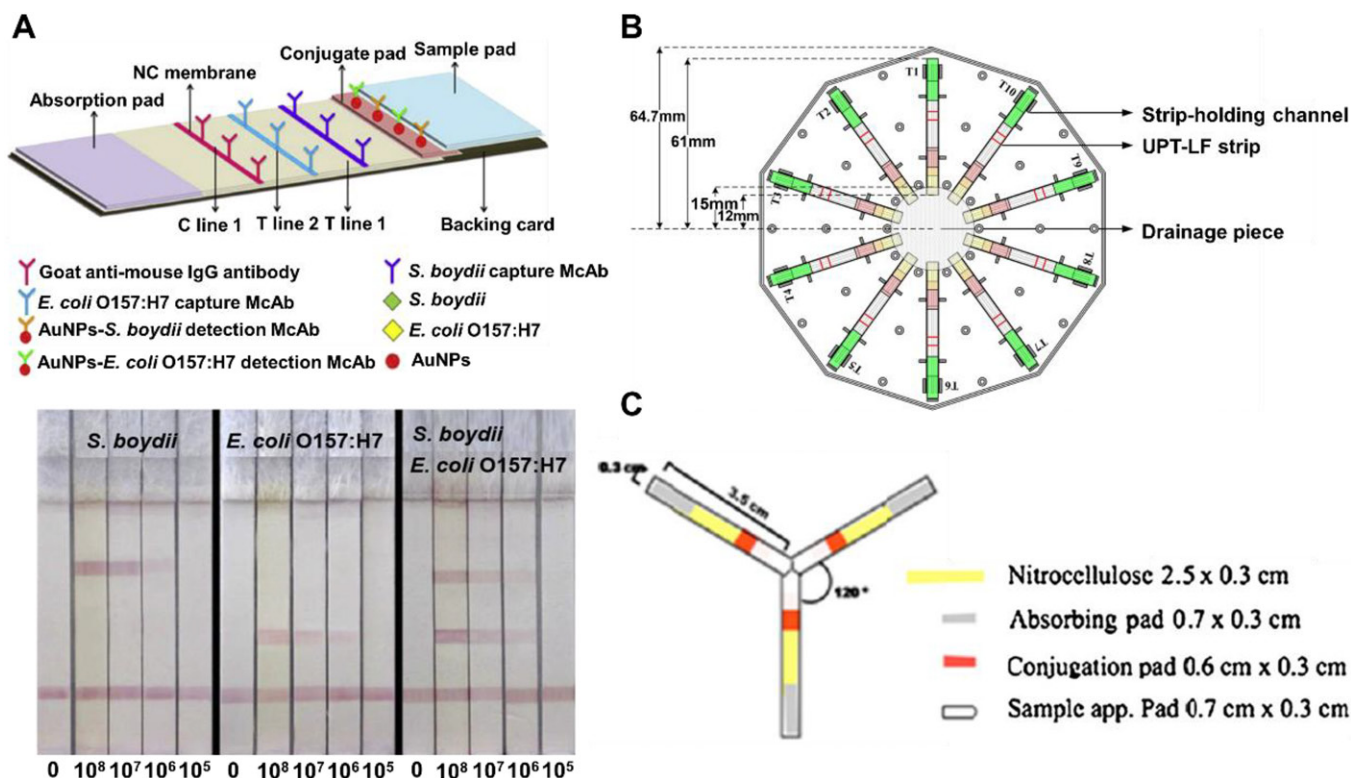 A
Conjugate pad
Sample pad
NC membrane
Absorption pad
C line 1
T line 2
T line 1
Backing card
Goat anti-mouse IgG antibody
E. coli O157:H7 capture McAb
AuNPs-S. boydii detection McAb
AuNPs-E. coli O157:H7 detection McAb
S. boydii capture McAb
S. boydii
E. coli O157:H7
AuNPs
S. boydii
E. coli O157:H7
S. boydii
E. coli O157:H7
0 10⁸ 10⁷ 10⁶ 10⁵ 0 10⁸ 10⁷ 10⁶ 10⁵ 0 10⁸ 10⁷ 10⁶ 10⁵
B
64.7mm
61mm
15mm
12mm
T1
T2
T3
T4
T5
T6
T7
T8
T9
T10
Strip-holding channel
UPT-LF strip
Drainage piece
C
0.3 cm
3.5 cm
120°
Nitrocellulose 2.5 x 0.3 cm
Absorbing pad 0.7 x 0.3 cm
Conjugation pad 0.6 cm x 0.3 cm
Sample app. Pad 0.7 cm x 0.3 cm